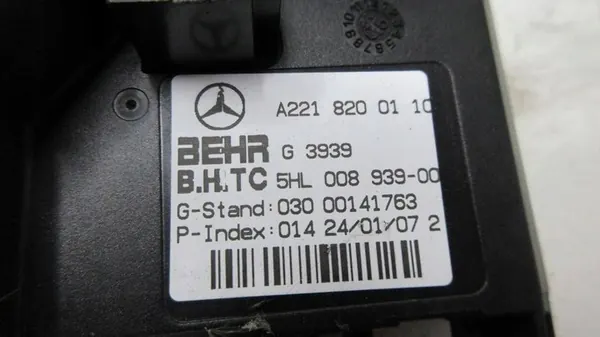 A221 820 01 10
BEHR G 3939
B.H.TC 5HL 008 939-00
G-Stand:030 00141763
P-Index:014 24/01/07 2